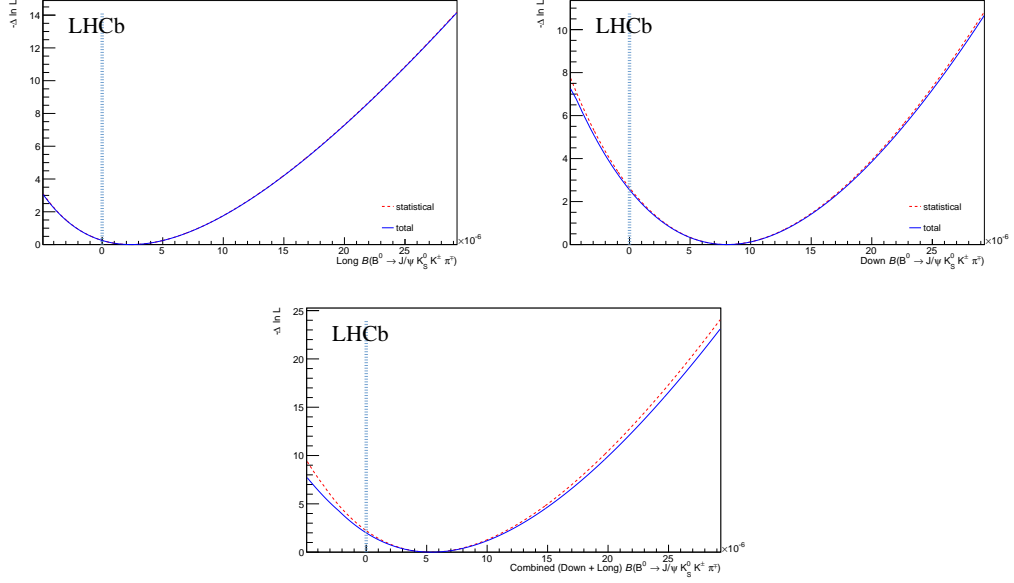 -Δ ln L
14
12
10
8
6
4
2
0
LHCb
statistical
total
0 5 10 15 20 25
×10⁻⁶
Long B(B⁰ → J/ψ K⁰_S K^± π^∓)
-Δ ln L
10
8
6
4
2
0
LHCb
statistical
total
0 5 10 15 20 25
×10⁻⁶
Down B(B⁰ → J/ψ K⁰_S K^± π^∓)
-Δ ln L
25
20
15
10
5
0
LHCb
0 5 10 15 20 25
×10⁻⁶
Combined (Down + Long) B(B⁰ → J/ψ K⁰_S K^± π^∓)